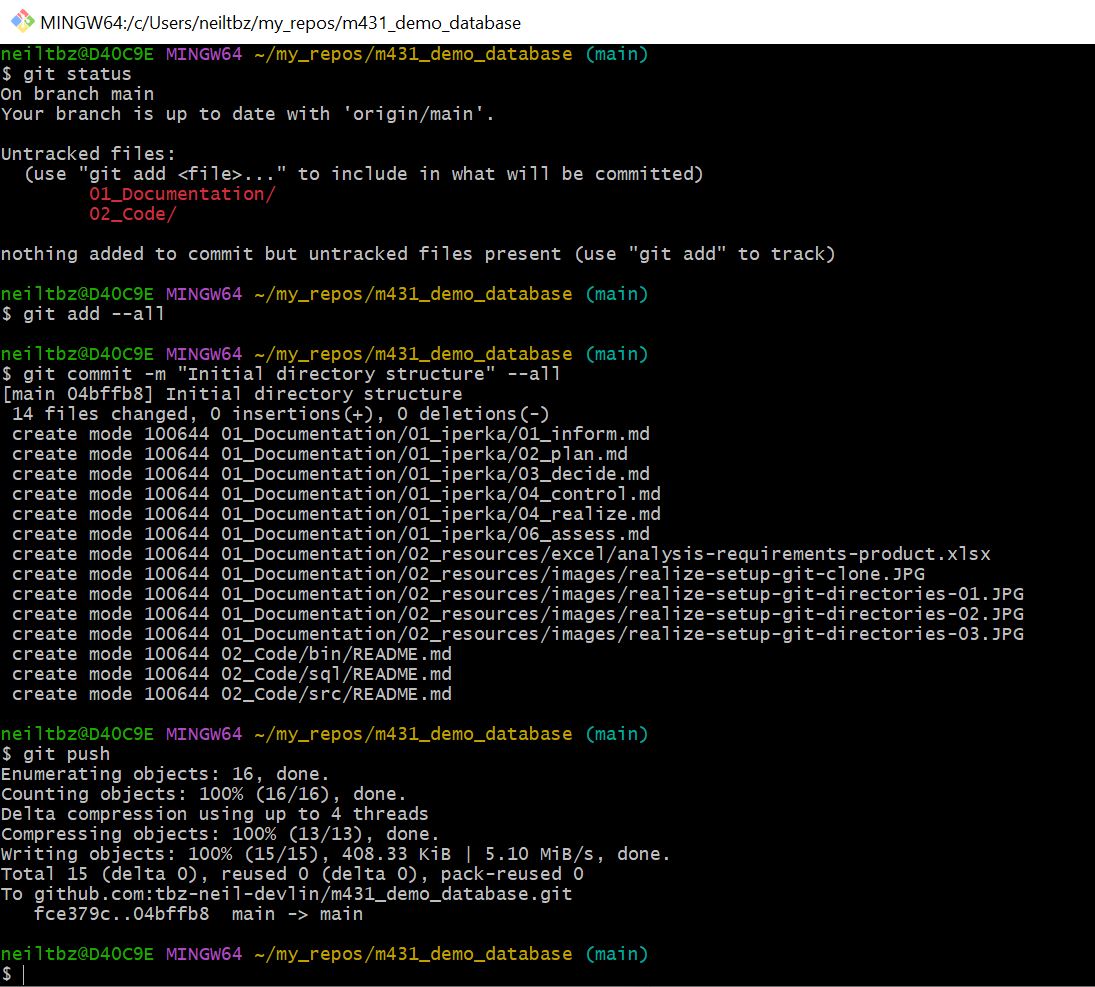 MINGW64:/c/Users/neiltbz/my_repos/m431_demo_database
neiltbz@D40C9E MINGW64 ~/my_repos/m431_demo_database (main)
$ git status
On branch main
Your branch is up to date with 'origin/main'.
Untracked files:
  (use "git add <file>..." to include in what will be committed)
        01_Documentation/
        02_Code/
nothing added to commit but untracked files present (use "git add" to track)
neiltbz@D40C9E MINGW64 ~/my_repos/m431_demo_database (main)
$ git add --all
neiltbz@D40C9E MINGW64 ~/my_repos/m431_demo_database (main)
$ git commit -m "Initial directory structure" --all
[main 04bffb8] Initial directory structure
 14 files changed, 0 insertions(+), 0 deletions(-)
 create mode 100644 01_Documentation/01_iperka/01_inform.md
 create mode 100644 01_Documentation/01_iperka/02_plan.md
 create mode 100644 01_Documentation/01_iperka/03_decide.md
 create mode 100644 01_Documentation/01_iperka/04_control.md
 create mode 100644 01_Documentation/01_iperka/04_realize.md
 create mode 100644 01_Documentation/01_iperka/06_assess.md
 create mode 100644 01_Documentation/02_resources/excel/analysis-requirements-product.xlsx
 create mode 100644 01_Documentation/02_resources/images/realize-setup-git-clone.JPG
 create mode 100644 01_Documentation/02_resources/images/realize-setup-git-directories-01.JPG
 create mode 100644 01_Documentation/02_resources/images/realize-setup-git-directories-02.JPG
 create mode 100644 01_Documentation/02_resources/images/realize-setup-git-directories-03.JPG
 create mode 100644 02_Code/bin/README.md
 create mode 100644 02_Code/sql/README.md
 create mode 100644 02_Code/src/README.md
neiltbz@D40C9E MINGW64 ~/my_repos/m431_demo_database (main)
$ git push
Enumerating objects: 16, done.
Counting objects: 100% (16/16), done.
Delta compression using up to 4 threads
Compressing objects: 100% (13/13), done.
Writing objects: 100% (15/15), 408.33 KiB | 5.10 MiB/s, done.
Total 15 (delta 0), reused 0 (delta 0), pack-reused 0
To github.com:tbz-neil-devlin/m431_demo_database.git
   fce379c..04bffb8  main -> main
neiltbz@D40C9E MINGW64 ~/my_repos/m431_demo_database (main)
$